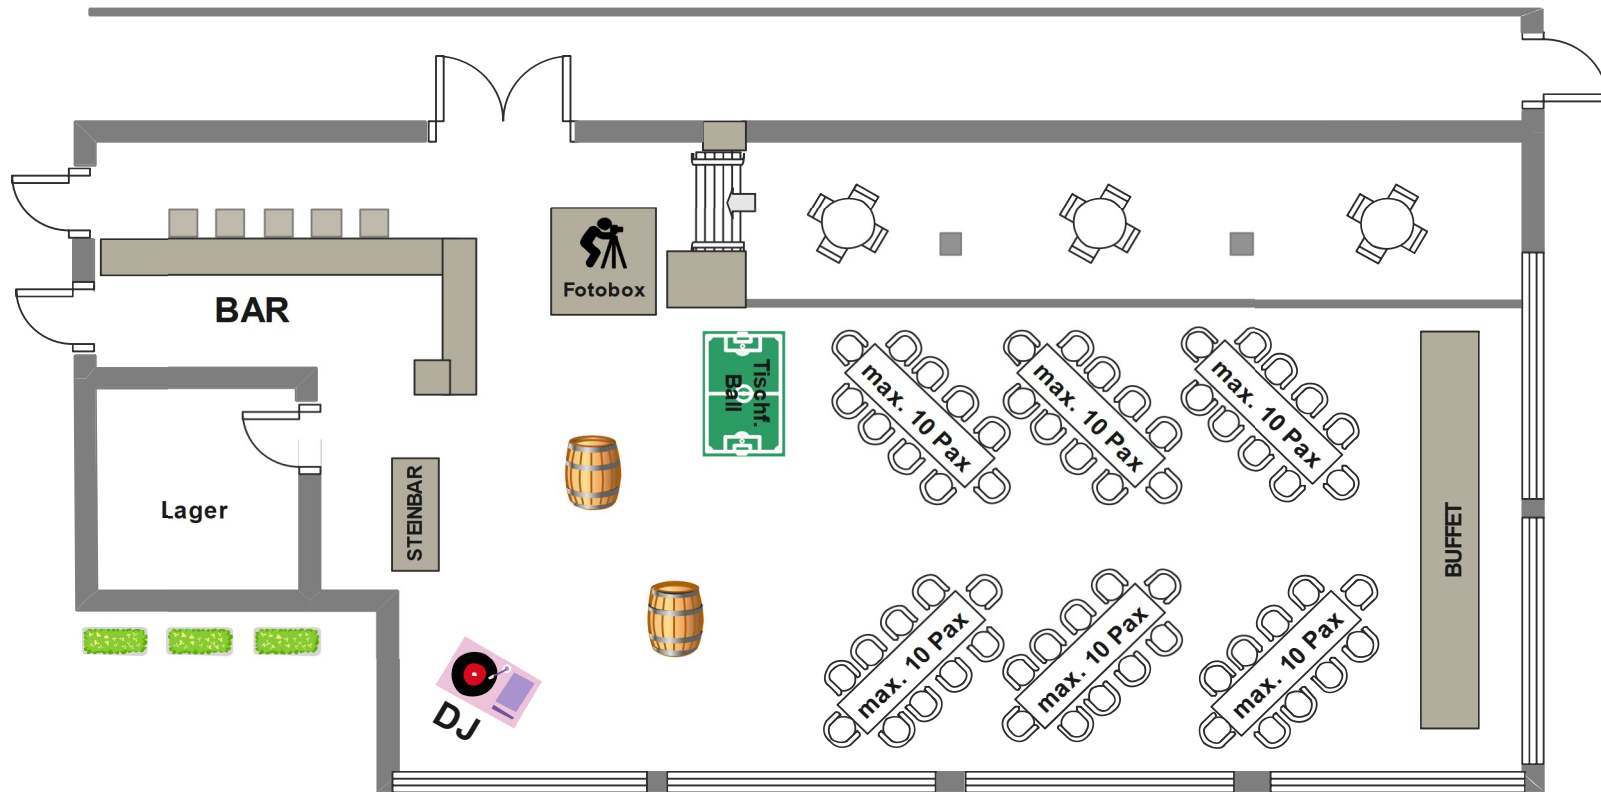 Fotobox
BAR
Tischf.
Ball
max. 10 Pax
max. 10 Pax
max. 10 Pax
STEINBAR
Lager
BUFFET
max. 10 Pax
max. 10 Pax
max. 10 Pax
DJ